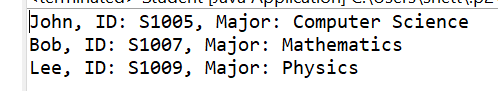 John, ID: S1005, Major: Computer Science
Bob, ID: S1007, Major: Mathematics
Lee, ID: S1009, Major: Physics